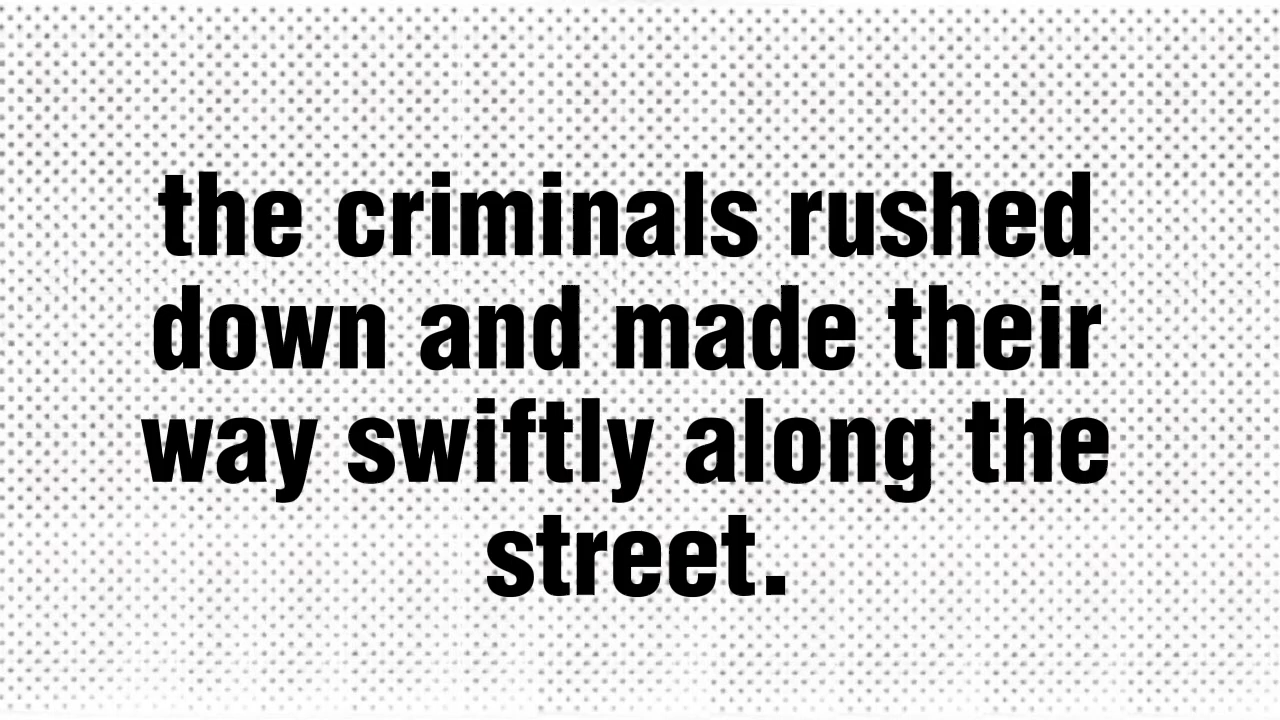 the criminals rushed
down and made their
way swiftly along the
street.